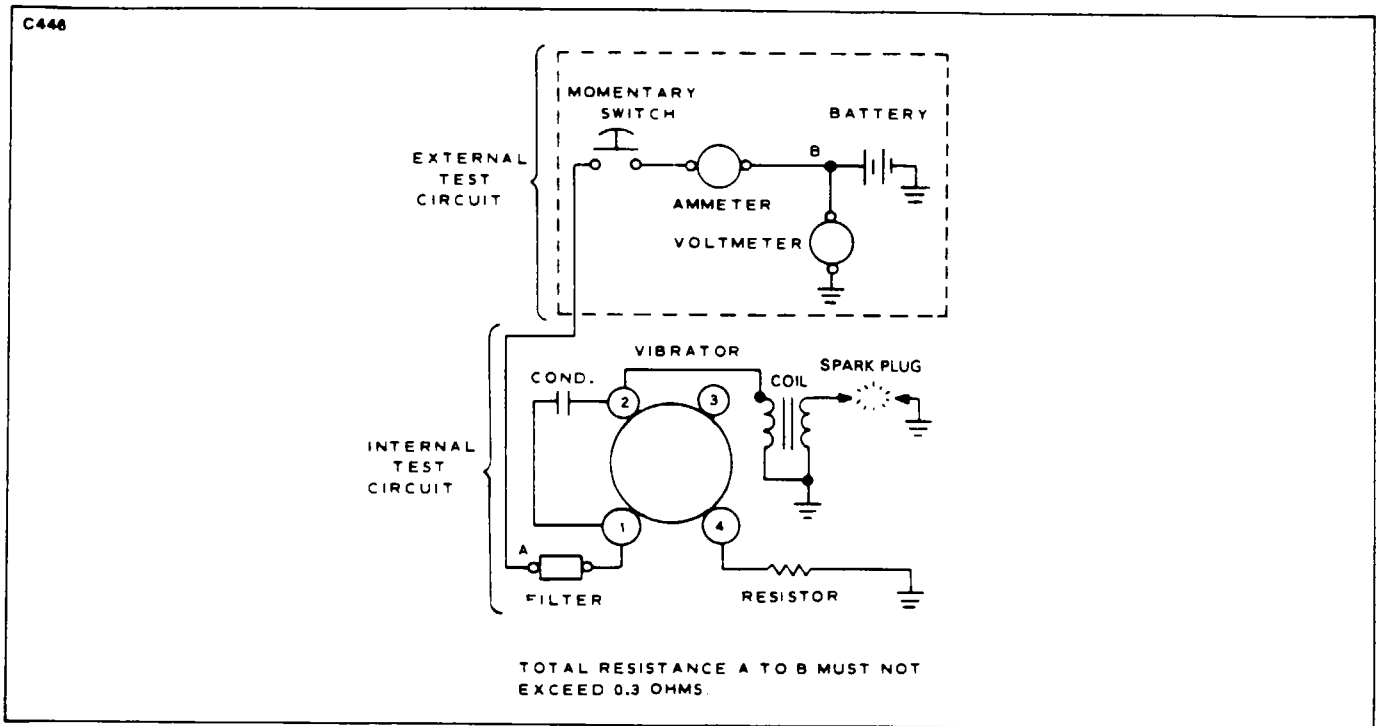 C446
MOMENTARY
SWITCH
BATTERY
EXTERNAL
TEST
CIRCUIT
B
AMMETER
VOLTMETER
VIBRATOR
SPARK PLUG
COND.
COIL
2
3
INTERNAL
TEST
CIRCUIT
1
4
A
FILTER
RESISTOR
TOTAL RESISTANCE A TO B MUST NOT
EXCEED 0.3 OHMS.